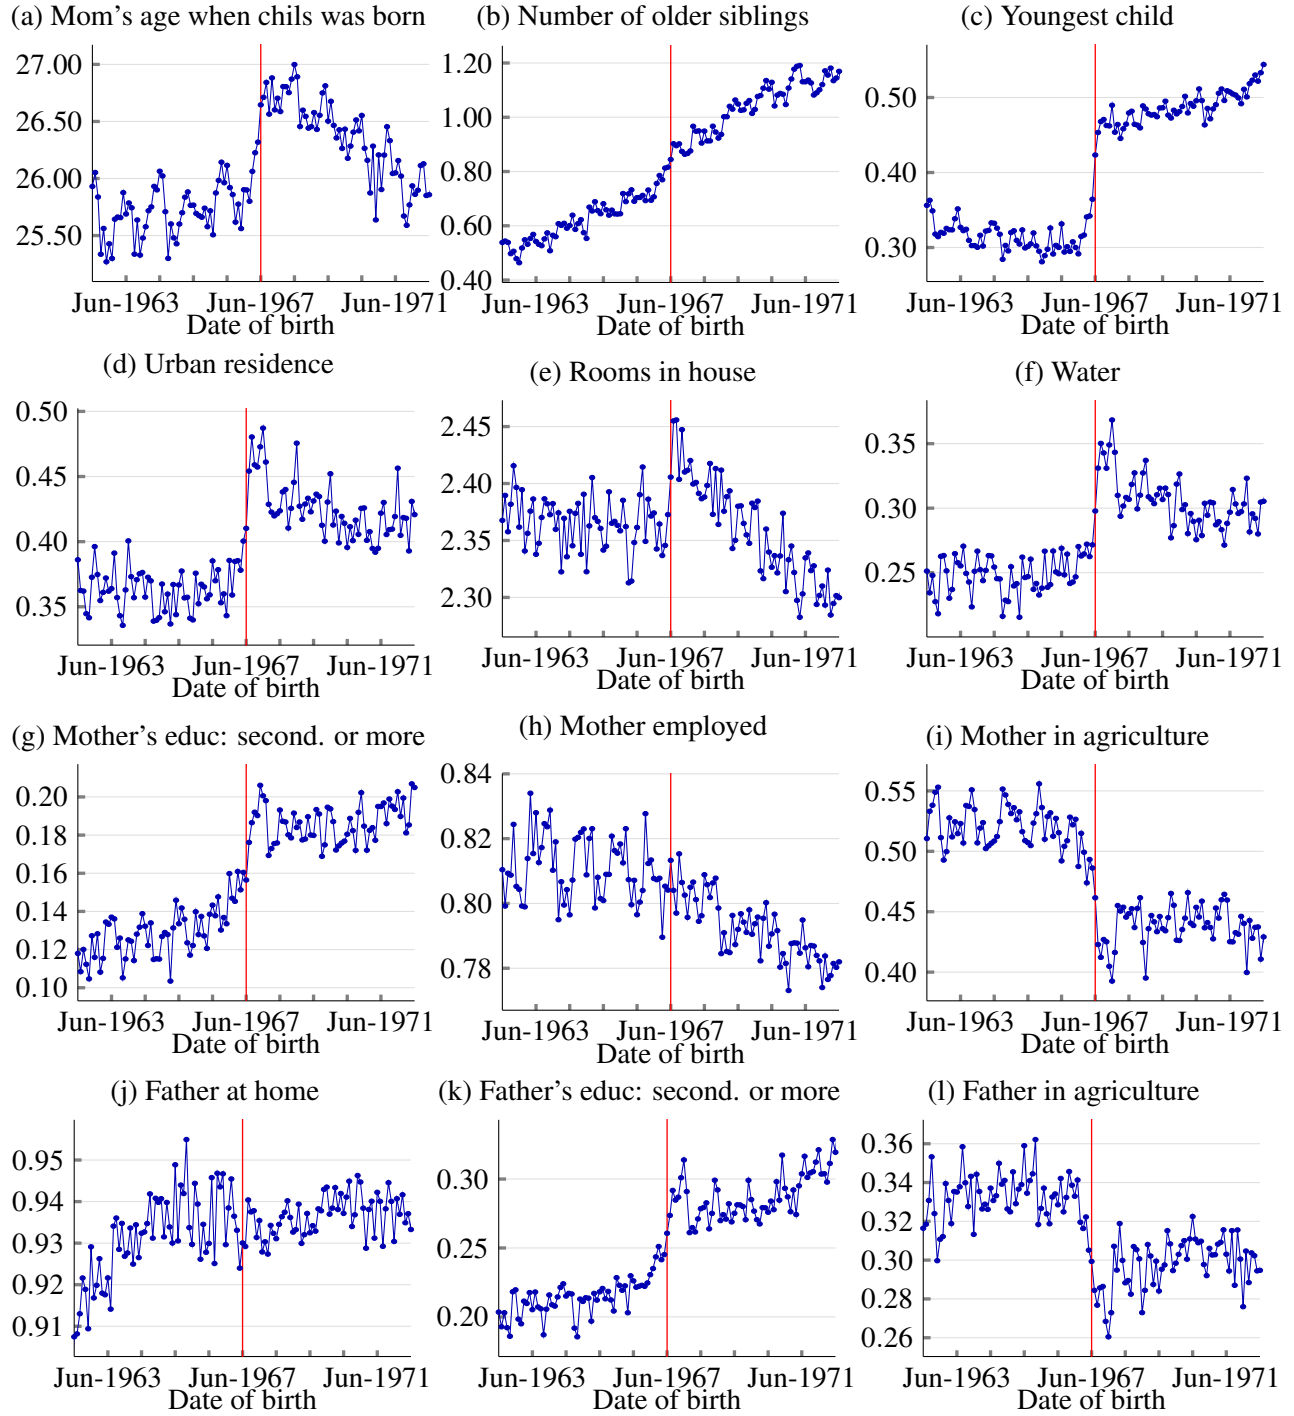 (a) Mom's age when chils was born
27.00
26.50
26.00
25.50
Jun-1963 Jun-1967 Jun-1971
Date of birth
(b) Number of older siblings
1.20
1.00
0.80
0.60
0.40
Jun-1963 Jun-1967 Jun-1971
Date of birth
(c) Youngest child
0.50
0.40
0.30
Jun-1963 Jun-1967 Jun-1971
Date of birth
(d) Urban residence
0.50
0.45
0.40
0.35
Jun-1963 Jun-1967 Jun-1971
Date of birth
(e) Rooms in house
2.45
2.40
2.35
2.30
Jun-1963 Jun-1967 Jun-1971
Date of birth
(f) Water
0.35
0.30
0.25
Jun-1963 Jun-1967 Jun-1971
Date of birth
(g) Mother's educ: second. or more
0.20
0.18
0.16
0.14
0.12
0.10
Jun-1963 Jun-1967 Jun-1971
Date of birth
(h) Mother employed
0.84
0.82
0.80
0.78
Jun-1963 Jun-1967 Jun-1971
Date of birth
(i) Mother in agriculture
0.55
0.50
0.45
0.40
Jun-1963 Jun-1967 Jun-1971
Date of birth
(j) Father at home
0.95
0.94
0.93
0.92
0.91
Jun-1963 Jun-1967 Jun-1971
Date of birth
(k) Father's educ: second. or more
0.30
0.25
0.20
Jun-1963 Jun-1967 Jun-1971
Date of birth
(l) Father in agriculture
0.36
0.34
0.32
0.30
0.28
0.26
Jun-1963 Jun-1967 Jun-1971
Date of birth